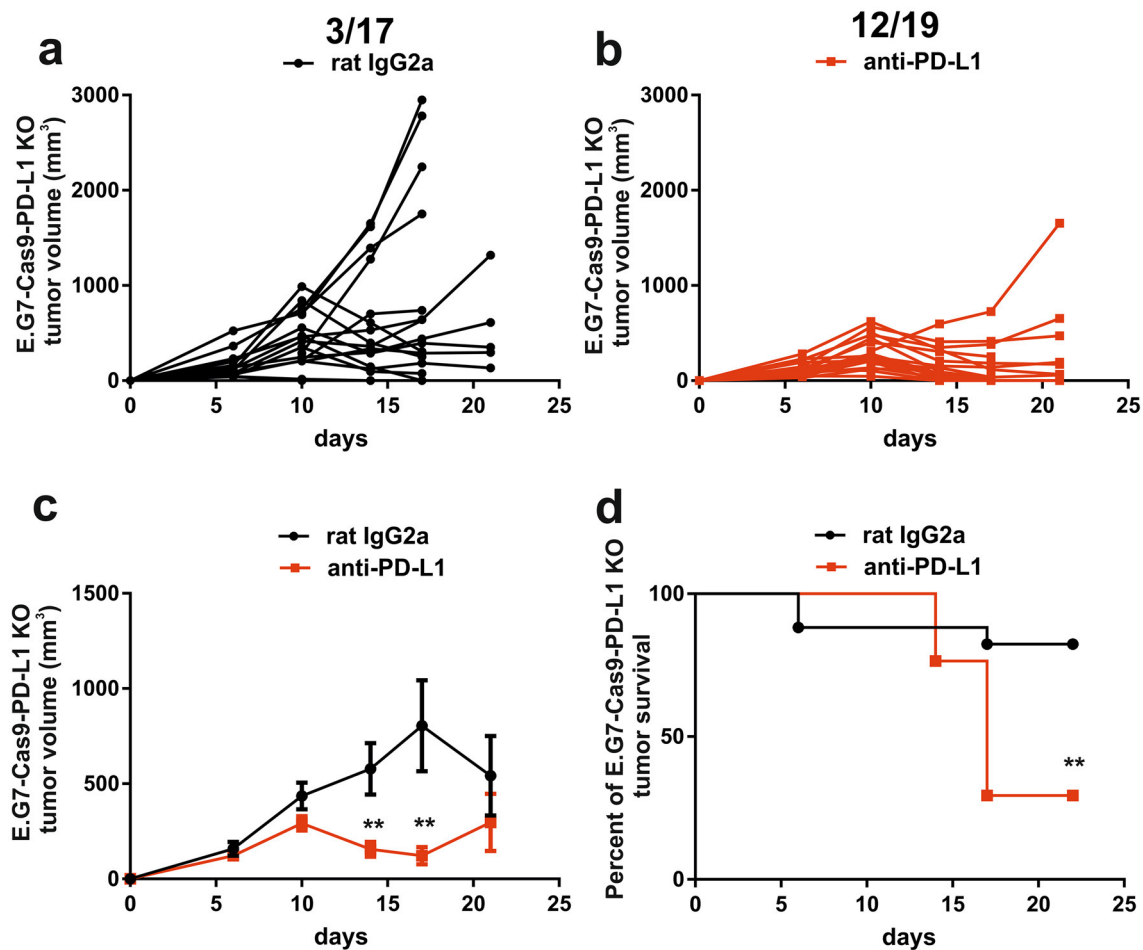 a
3/17
rat IgG2a
E.G7-Cas9-PD-L1 KO
tumor volume (mm³)
3000
2000
1000
0
0 5 10 15 20 25
days
b
12/19
anti-PD-L1
E.G7-Cas9-PD-L1 KO
tumor volume (mm³)
3000
2000
1000
0
0 5 10 15 20 25
days
c
rat IgG2a
anti-PD-L1
E.G7-Cas9-PD-L1 KO
tumor volume (mm³)
1500
1000
500
0
** **
0 5 10 15 20 25
days
d
rat IgG2a
anti-PD-L1
Percent of E.G7-Cas9-PD-L1 KO
tumor survival
100
50
0
**
0 5 10 15 20 25
days